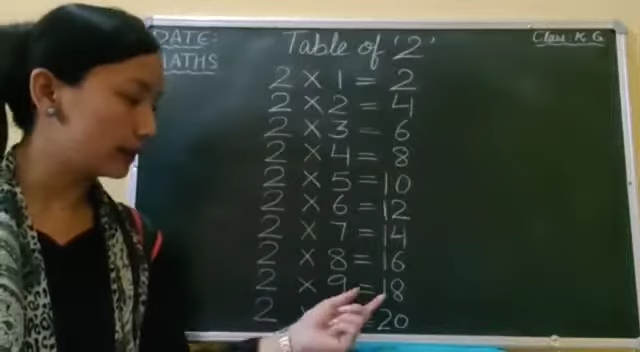 DATE:
MATHS
Table of '2'
Class: K G
2 × 1 = 2
2 × 2 = 4
2 × 3 = 6
2 × 4 = 8
2 × 5 = 10
2 × 6 = 12
2 × 7 = 14
2 × 8 = 16
2 × 9 = 18
2 × = 20